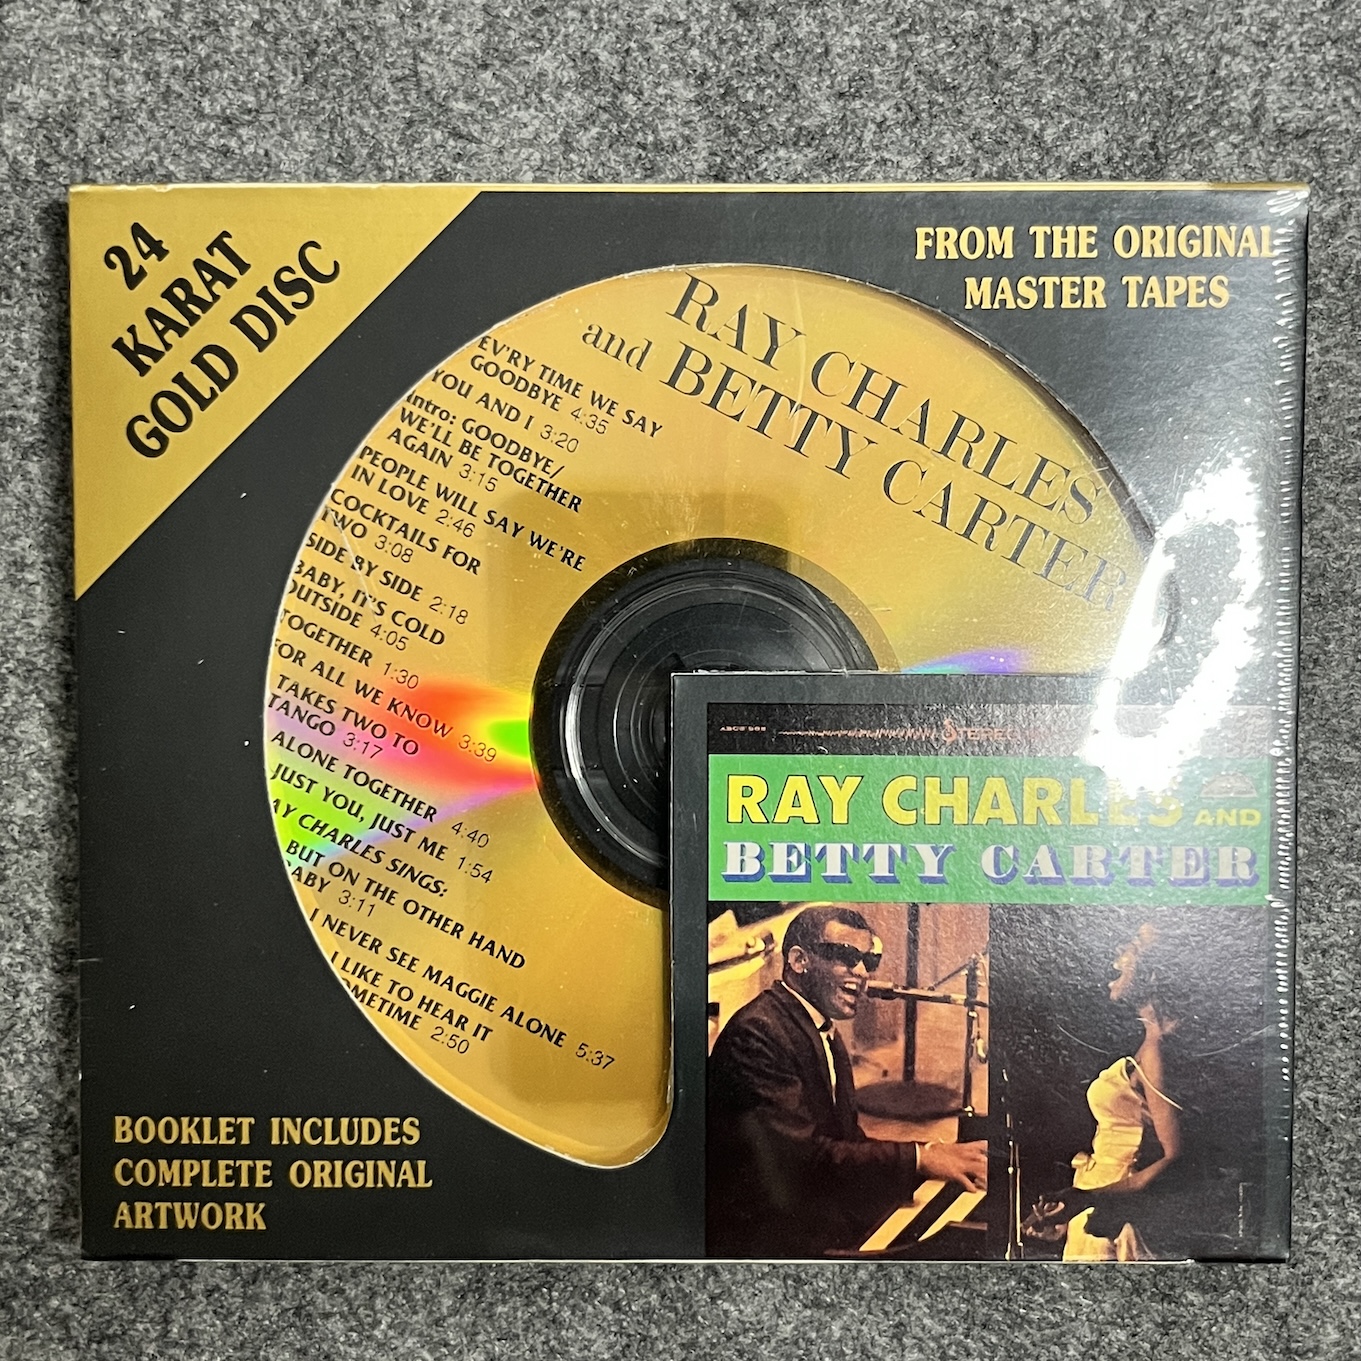 24
KARAT
GOLD DISC
FROM THE ORIGINAL
MASTER TAPES
RAY CHARLES
and BETTY CARTER
EV'RY TIME WE SAY
GOODBYE 4:35
YOU AND I 3:20
Intro: GOODBYE/
WE'LL BE TOGETHER
AGAIN 3:15
PEOPLE WILL SAY WE'RE
IN LOVE 2:46
COCKTAILS FOR
TWO 3:08
SIDE BY SIDE 2:18
BABY, IT'S COLD
OUTSIDE 4:05
TOGETHER 1:30
FOR ALL WE KNOW 3:39
TAKES TWO TO
TANGO 3:17
ALONE TOGETHER 4:40
JUST YOU, JUST ME 1:54
AY CHARLES SINGS:
BUT ON THE OTHER HAND
BABY 3:11
I NEVER SEE MAGGIE ALONE 5:37
I LIKE TO HEAR IT
OMETIME 2:50
STEREO
RAY CHARLES AND
BETTY CARTER
BOOKLET INCLUDES
COMPLETE ORIGINAL
ARTWORK